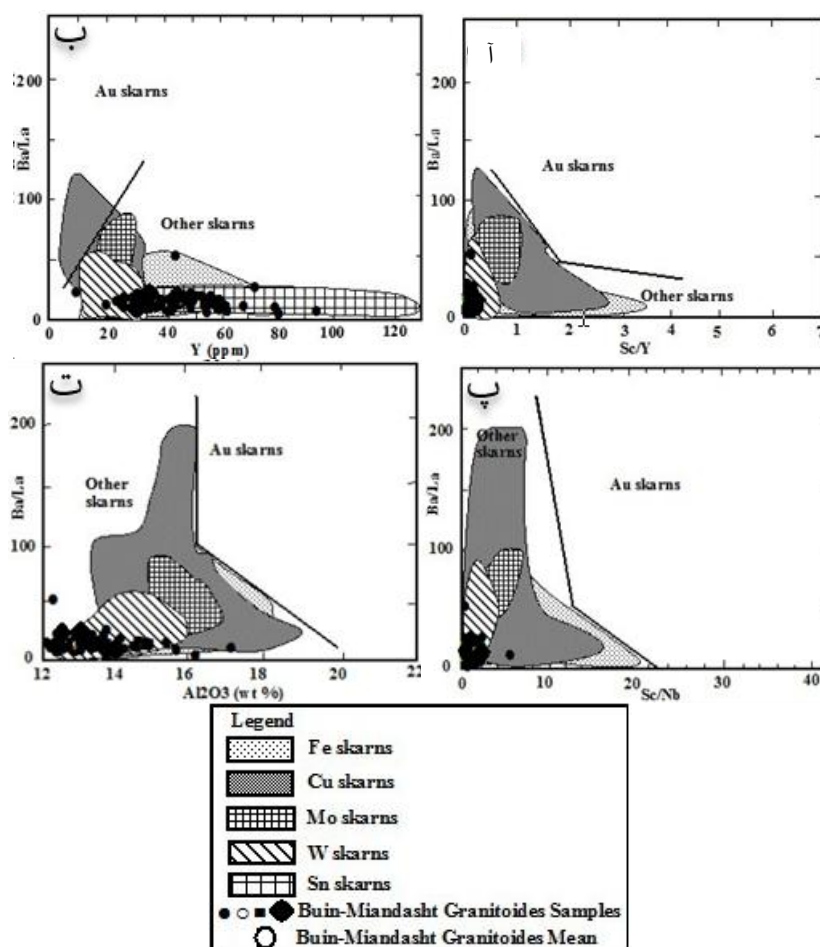 ب
200
100
0
Ba/La
Au skarns
Other skarns
0 20 40 60 80 100 120
Y (ppm)
آ
200
100
0
Ba/La
Au skarns
Other skarns
0 1 2 3 4 5 6 7
Sc/Y
ت
200
100
0
Ba/La
Other
skarns
Au skarns
12 14 16 18 20 22
Al2O3 (wt %)
پ
200
100
0
Ba/La
Other
skarns
Au skarns
0 10 20 30 40
Sc/Nb
Legend
Fe skarns
Cu skarns
Mo skarns
W skarns
Sn skarns
Buin-Miandasht Granitoides Samples
Buin-Miandasht Granitoides Mean